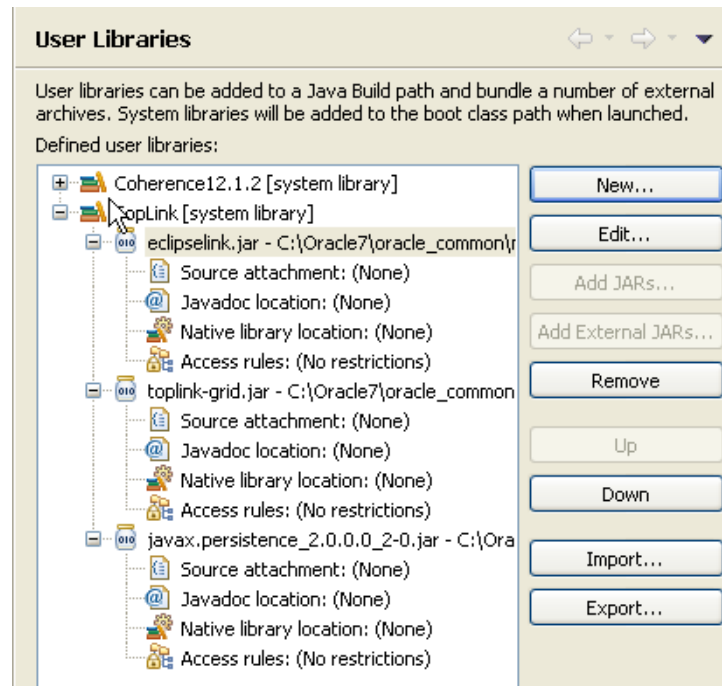 User Libraries
User libraries can be added to a Java Build path and bundle a number of external
archives. System libraries will be added to the boot class path when launched.
Defined user libraries:
Coherence12.1.2 [system library]
TopLink [system library]
eclipselink.jar - C:\Oracle7\oracle_common\r
Source attachment: (None)
Javadoc location: (None)
Native library location: (None)
Access rules: (No restrictions)
toplink-grid.jar - C:\Oracle7\oracle_common
Source attachment: (None)
Javadoc location: (None)
Native library location: (None)
Access rules: (No restrictions)
javax.persistence_2.0.0.0_2-0.jar - C:\Ora
Source attachment: (None)
Javadoc location: (None)
Native library location: (None)
Access rules: (No restrictions)
New...
Edit...
Add JARs...
Add External JARs...
Remove
Up
Down
Import...
Export...